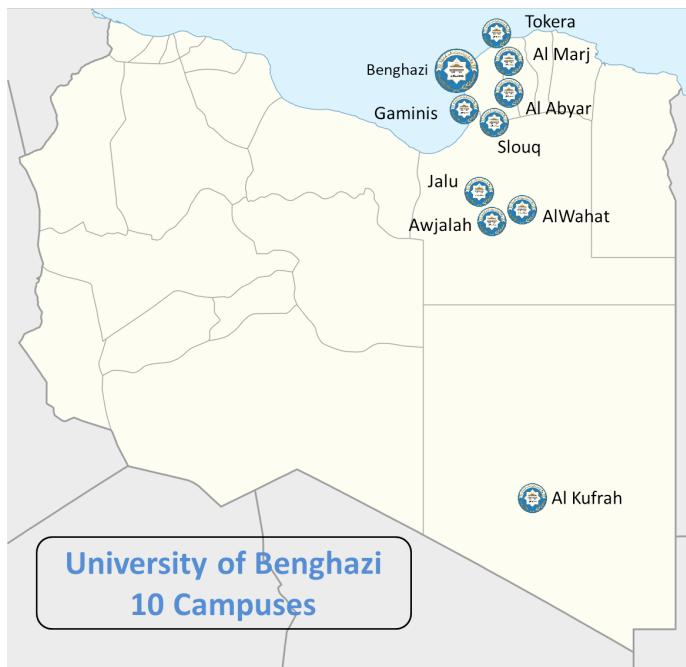 Tokera
Al Marj
Benghazi
Al Abyar
Gaminis
Slouq
Jalu
AlWahat
Awjalah
Al Kufrah
University of Benghazi
10 Campuses